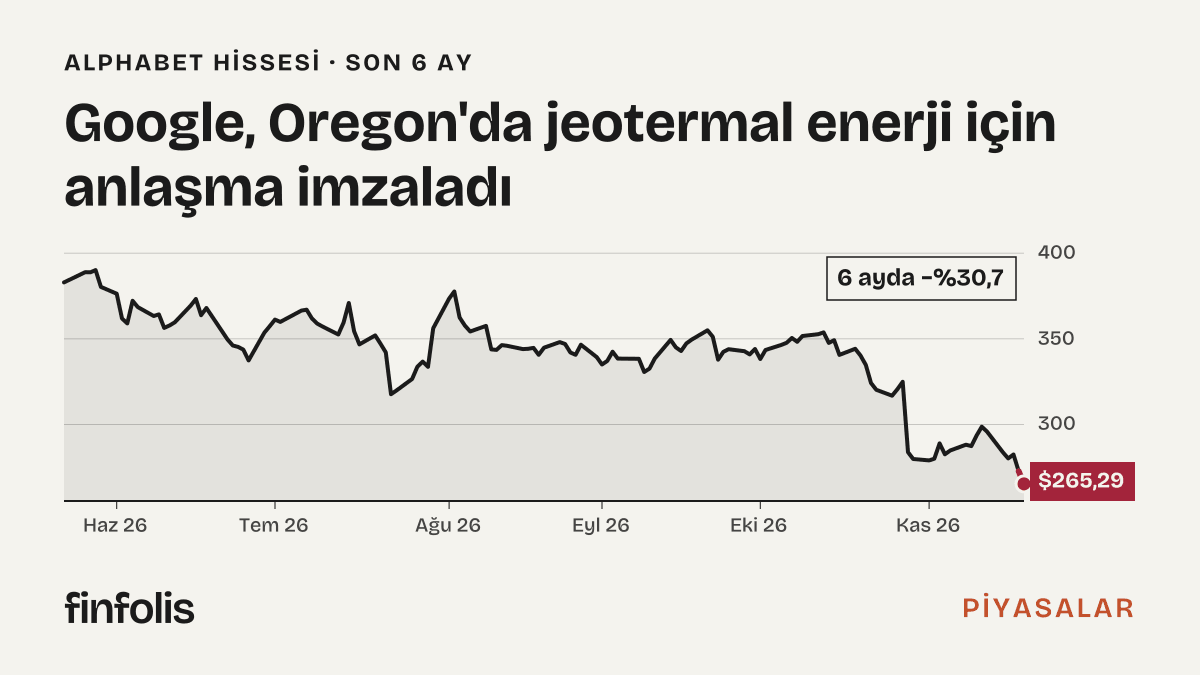 ALPHABET HİSSESİ · SON 6 AY
Google, Oregon'da jeotermal enerji için
anlaşma imzaladı
400
6 ayda −%30,7
350
300
$265,29
Haz 26 Tem 26 Ağu 26 Eyl 26 Eki 26 Kas 26
finfolis
PİYASALAR